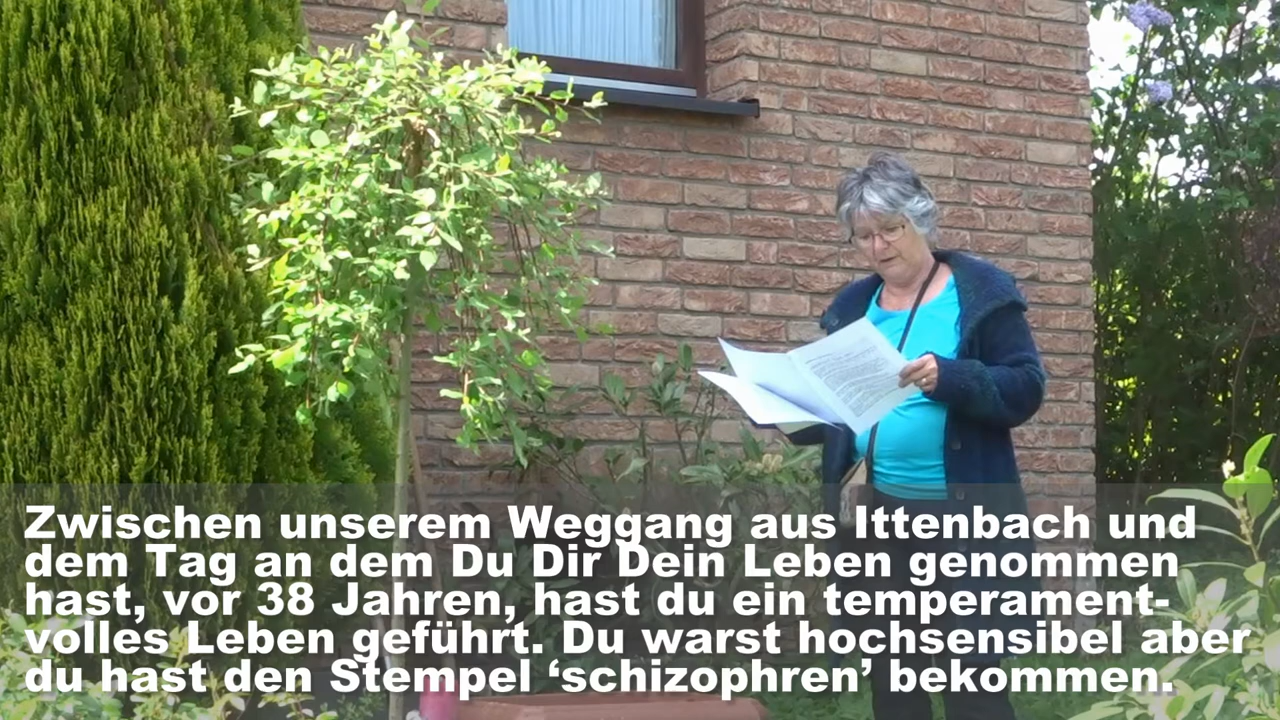 Zwischen unserem Weggang aus Ittenbach und
dem Tag an dem Du Dir Dein Leben genommen
hast, vor 38 Jahren, hast du ein temperament-
volles Leben geführt. Du warst hochsensibel aber
du hast den Stempel ‘schizophren’ bekommen.